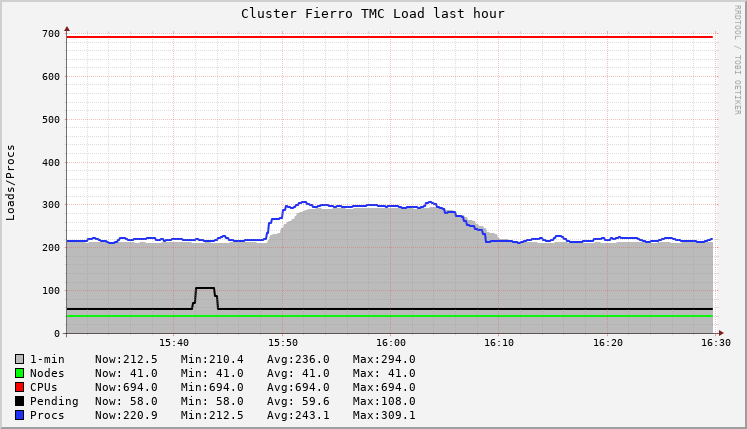 Cluster Fierro TMC Load last hour
RRDTOOL / TOBI OETIKER
Loads/Procs
700
600
500
400
300
200
100
0
15:40 15:50 16:00 16:10 16:20 16:30
1-min Now:212.5 Min:210.4 Avg:236.0 Max:294.0
Nodes Now: 41.0 Min: 41.0 Avg: 41.0 Max: 41.0
CPUs Now:694.0 Min:694.0 Avg:694.0 Max:694.0
Pending Now: 58.0 Min: 58.0 Avg: 59.6 Max:108.0
Procs Now:220.9 Min:212.5 Avg:243.1 Max:309.1